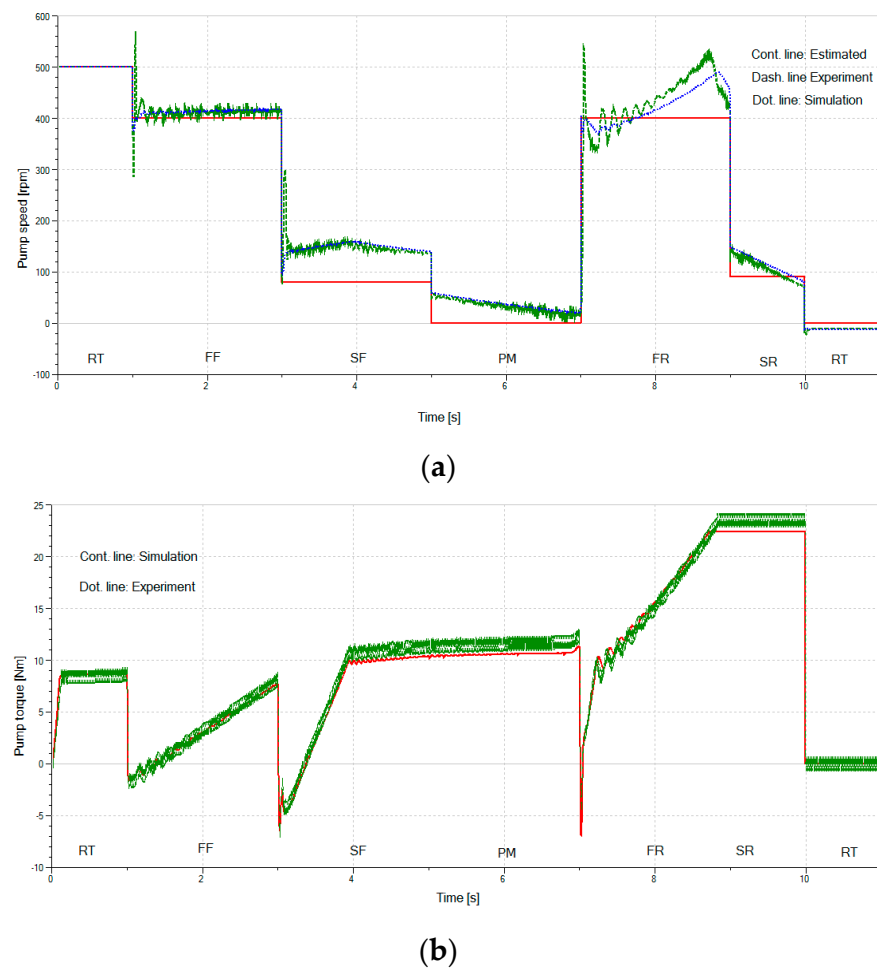 600
500
400
300
200
100
0
-100
Pump speed [rpm]
Cont. line: Estimated
Dash. line Experiment
Dot. line: Simulation
RT FF SF PM FR SR RT
0 2 4 6 8 10
Time [s]
(a)
25
20
15
10
5
0
-5
-10
Pump torque [Nm]
Cont. line: Simulation
Dot. line: Experiment
RT FF SF PM FR SR RT
0 2 4 6 8 10
Time [s]
(b)